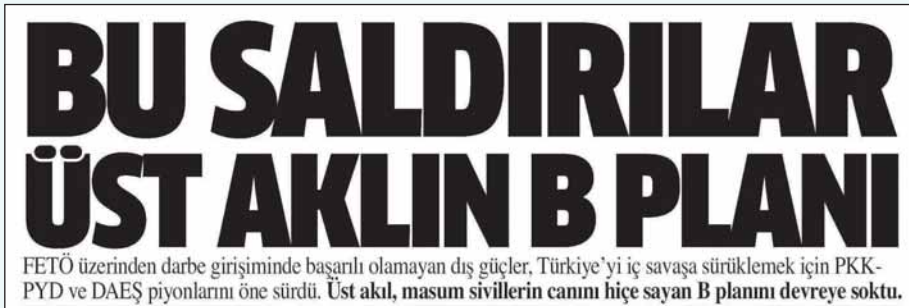 BU SALDIRILAR
ÜST AKLIN B PLANI
FETÖ üzerinden darbe girişiminde başarılı olamayan dış güçler, Türkiye'yi iç savaşa sürüklemek için PKK-
PYD ve DAEŞ piyonlarını öne sürdü. Üst akıl, masum sivillerin canını hiçe sayan B planını devreye soktu.